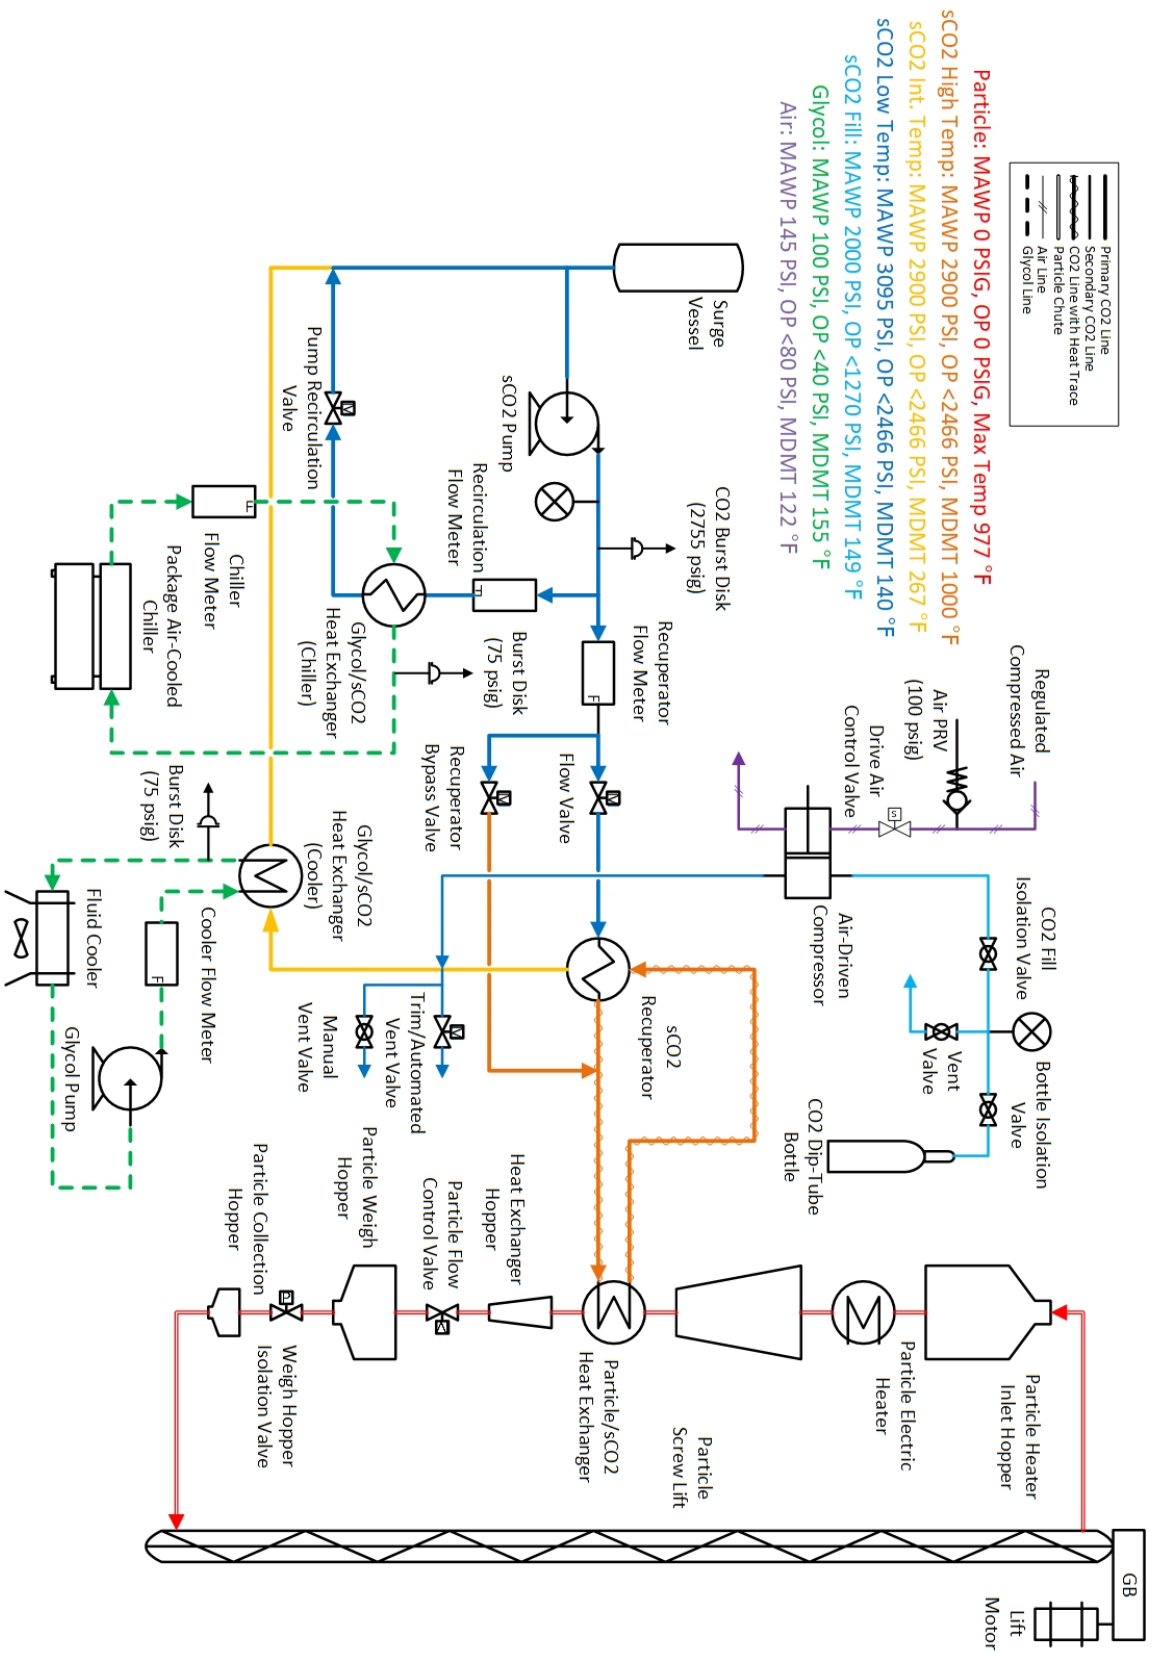 Primary CO2 Line
Secondary CO2 Line
CO2 Line with Heat Trace
Particle Chute
Air Line
Glycol Line
Particle: MAWP 0 PSIG, OP 0 PSIG, Max Temp 977 °F
sCO2 High Temp: MAWP 2900 PSI, OP <2466 PSI, MDMT 1000 °F
sCO2 Int. Temp: MAWP 2900 PSI, OP <2466 PSI, MDMT 267 °F
sCO2 Low Temp: MAWP 3095 PSI, OP <2466 PSI, MDMT 140 °F
sCO2 Fill: MAWP 2000 PSI, OP <1270 PSI, MDMT 149 °F
Glycol: MAWP 100 PSI, OP <40 PSI, MDMT 155 °F
Air: MAWP 145 PSI, OP <80 PSI, MDMT 122 °F
Regulated
Compressed Air
Air PRV
(100 psig)
Drive Air
Control Valve
S
Air-Driven
Compressor
CO2 Fill
Isolation Valve
Vent
Valve
Bottle Isolation
Valve
CO2 Dip-Tube
Bottle
Surge
Vessel
sCO2 Pump
CO2 Burst Disk
(2755 psig)
Recirculation
Flow Meter
F
Recuperator
Flow Meter
F
Pump Recirculation
Valve
M
Burst Disk
(75 psig)
Glycol/sCO2
Heat Exchanger
(Chiller)
Chiller
Flow Meter
F
Package Air-Cooled
Chiller
Flow Valve
M
Recuperator
Bypass Valve
M
sCO2
Recuperator
Trim/Automated
Vent Valve
M
Manual
Vent Valve
Glycol/sCO2
Heat Exchanger
(Cooler)
Burst Disk
(75 psig)
Cooler Flow Meter
F
Fluid Cooler
Glycol Pump
Particle Heater
Inlet Hopper
Particle Electric
Heater
Particle
Screw Lift
Particle/sCO2
Heat Exchanger
Heat Exchanger
Hopper
Particle Flow
Control Valve
Particle Weigh
Hopper
Weigh Hopper
Isolation Valve
Particle Collection
Hopper
GB
Lift
Motor